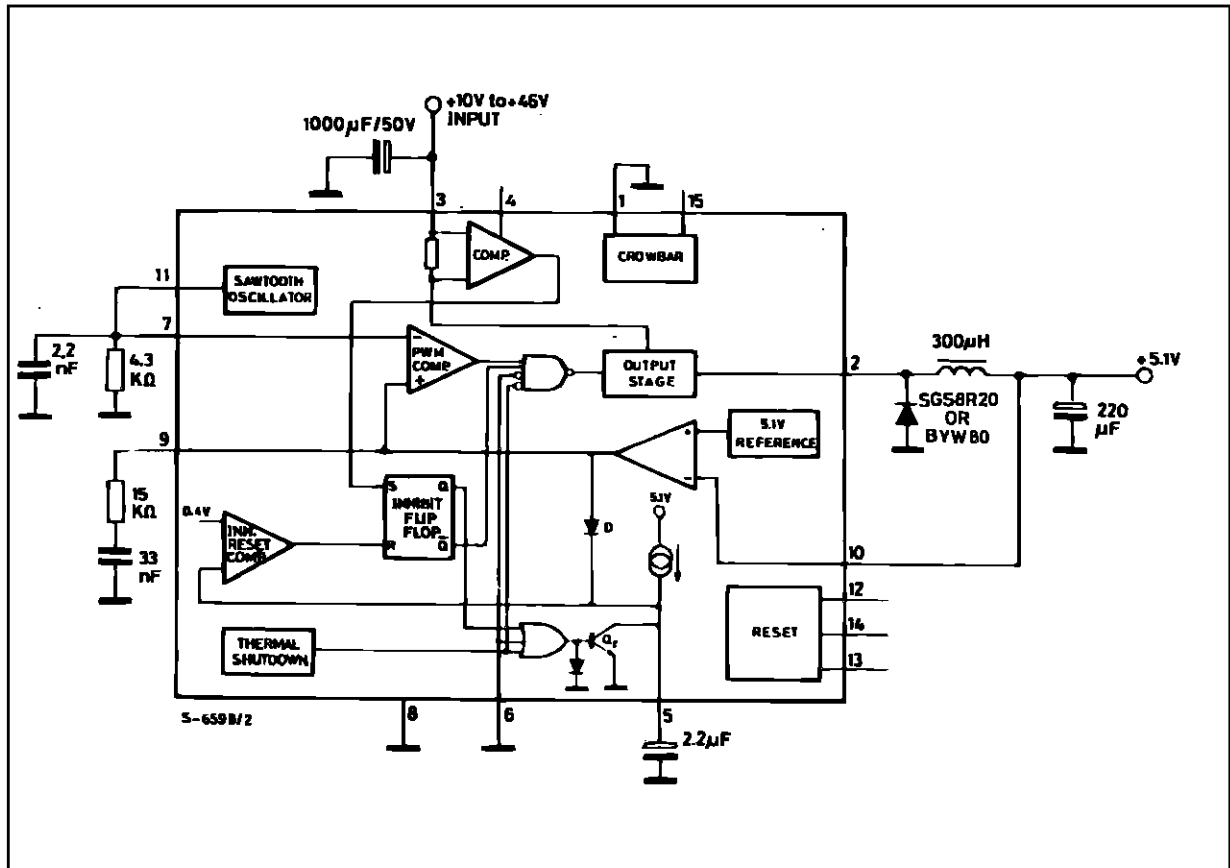 +10V to+46V
INPUT
1000µF/50V
3
4
1
15
COMP.
CROWBAR
11
SAWTOOTH
OSCILLATOR
7
2,2
nF
4.3
KΩ
-
PWM
COMP
+
OUTPUT
STAGE
2
300µH
+5.1V
SG58R20
OR
BYW80
220
µF
9
+
-
5.1V
REFERENCE
15
KΩ
33
nF
0.4V
INH.
RESET
COMP
S
Q
INHIBIT
FLIP
FLOP
R
Q̅
D
5.1V
10
12
RESET
14
13
THERMAL
SHUTDOWN
Qr
S-659B/2
8
6
5
2.2µF